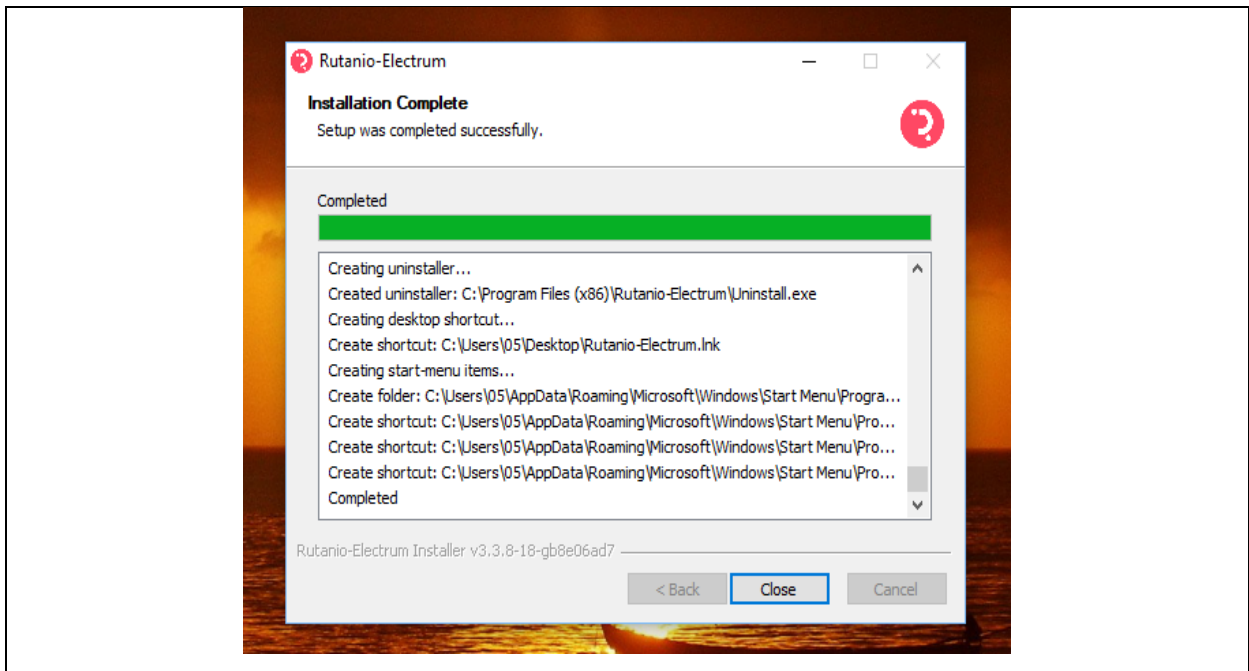 Rutanio-Electrum
Installation Complete
Setup was completed successfully.
Completed
Creating uninstaller...
Created uninstaller: C:\Program Files (x86)\Rutanio-Electrum\Uninstall.exe
Creating desktop shortcut...
Create shortcut: C:\Users\05\Desktop\Rutanio-Electrum.lnk
Creating start-menu items...
Create folder: C:\Users\05\AppData\Roaming\Microsoft\Windows\Start Menu\Progra...
Create shortcut: C:\Users\05\AppData\Roaming\Microsoft\Windows\Start Menu\Pro...
Create shortcut: C:\Users\05\AppData\Roaming\Microsoft\Windows\Start Menu\Pro...
Create shortcut: C:\Users\05\AppData\Roaming\Microsoft\Windows\Start Menu\Pro...
Completed
Rutanio-Electrum Installer v3.3.8-18-gb8e06ad7
< Back Close Cancel